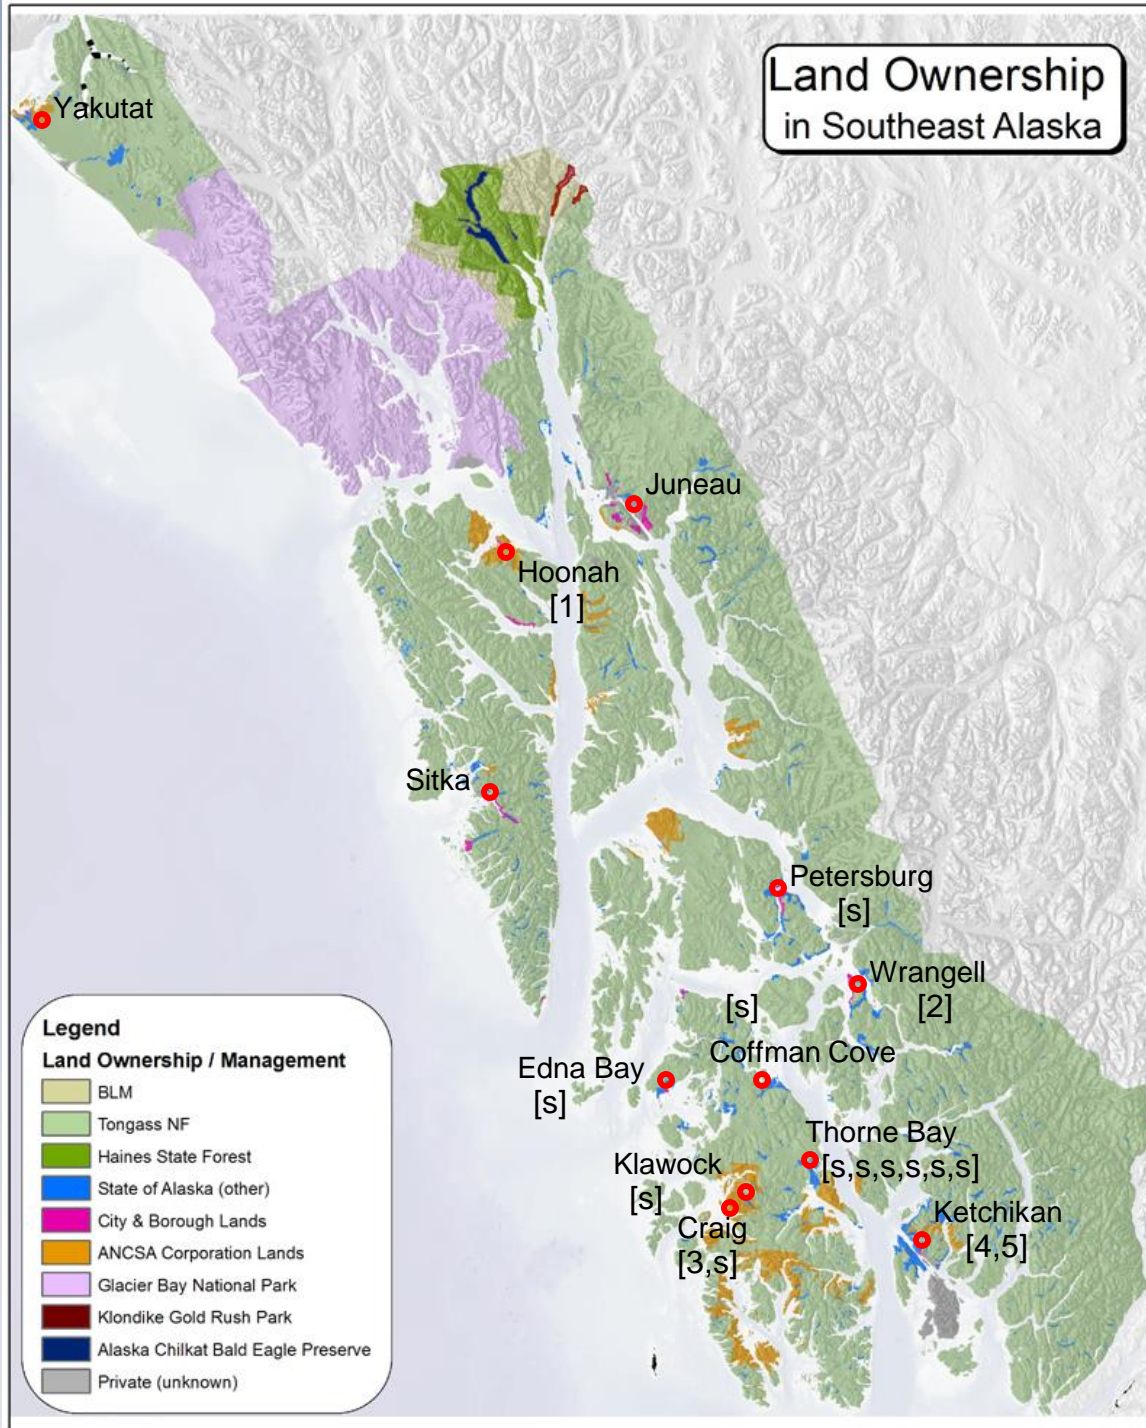 Land Ownership
in Southeast Alaska
Yakutat
Juneau
Hoonah
[1]
Sitka
Petersburg
[s]
Wrangell
[2]
[s]
Coffman Cove
Edna Bay
[s]
Thorne Bay
[s,s,s,s,s,s]
Klawock
[s]
Craig
[3,s]
Ketchikan
[4,5]
Legend
Land Ownership / Management
BLM
Tongass NF
Haines State Forest
State of Alaska (other)
City & Borough Lands
ANCSA Corporation Lands
Glacier Bay National Park
Klondike Gold Rush Park
Alaska Chilkat Bald Eagle Preserve
Private (unknown)